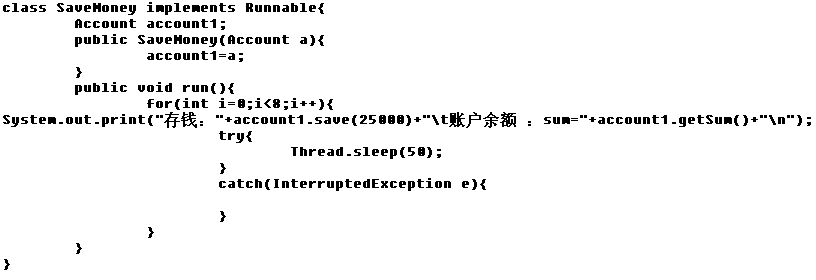 class SaveMoney implements Runnable{
Account account1;
public SaveMoney(Account a){
account1=a;
}
public void run(){
for(int i=0;i<8;i++){
System.out.print("存钱："+account1.save(25000)+"\t账户余额 ：sum="+account1.getSum()+"\n");
try{
Thread.sleep(50);
}
catch(InterruptedException e){
}
}
}
}